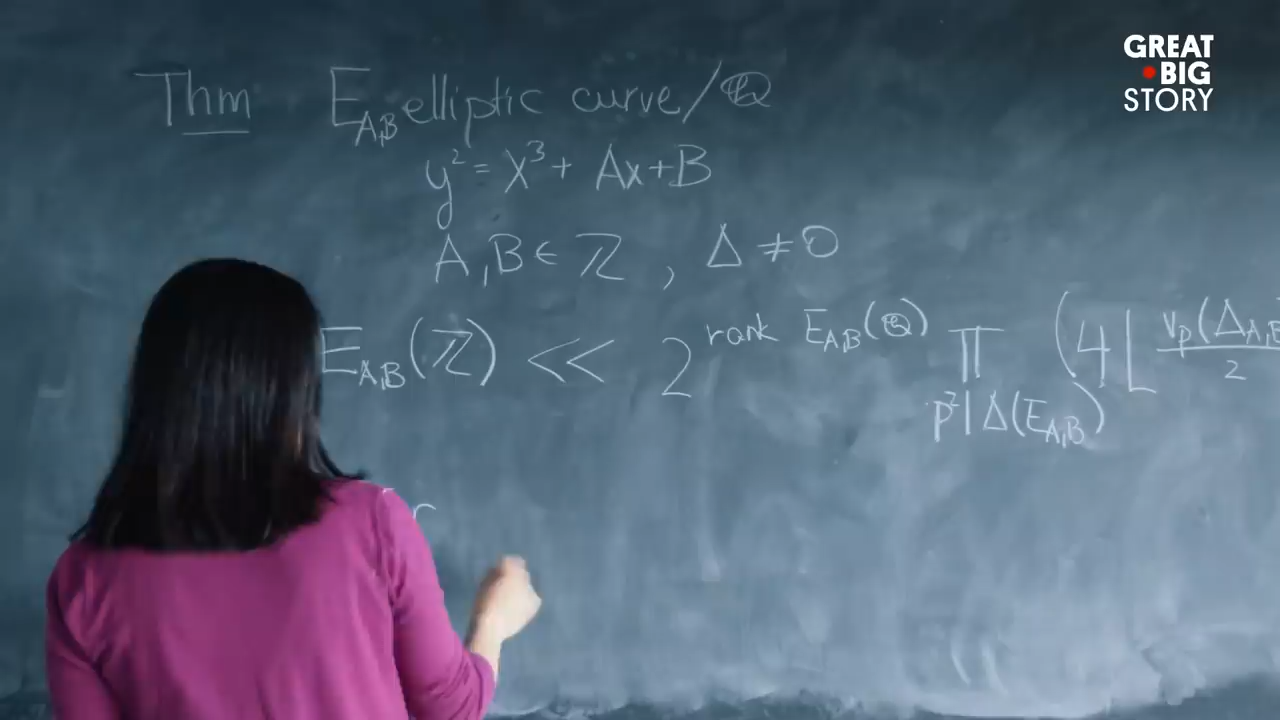 GREAT
BIG
STORY
Thm E_{A,B} elliptic curve/ℚ
y² = x³ + Ax+B
A,B ∈ ℤ , Δ ≠ 0
E_{A,B}(ℤ) << 2^{rank E_{A,B}(ℚ)} ∏_{p²|Δ(E_{A,B})} (4⌊ v_p(Δ_{A,B} / 2